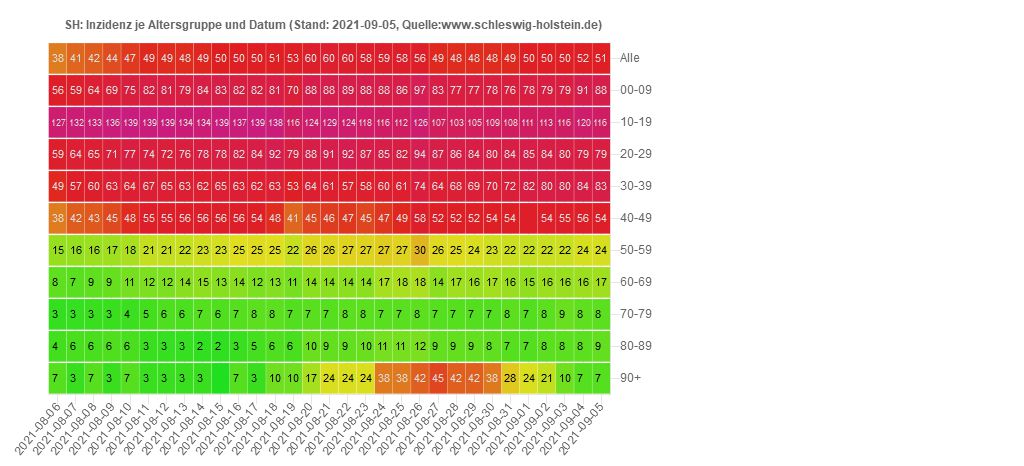 SH: Inzidenz je Altersgruppe und Datum (Stand: 2021-09-05, Quelle:www.schleswig-holstein.de)
38 41 42 44 47 49 49 48 49 50 50 50 51 53 60 60 60 58 59 58 56 49 48 48 48 49 50 50 50 52 51 Alle
56 59 64 69 75 82 81 79 84 83 82 82 81 70 88 88 89 88 88 86 97 83 77 77 78 76 78 79 79 91 88 00-09
127 132 133 136 139 139 139 134 134 139 137 139 138 116 124 129 124 118 116 112 126 107 103 105 109 108 111 113 116 120 116 10-19
59 64 65 71 77 74 72 76 78 78 82 84 92 79 88 91 92 87 85 82 94 87 86 84 80 84 85 84 80 79 79 20-29
49 57 60 63 64 67 65 63 62 65 63 62 63 53 64 61 57 58 60 61 74 64 68 69 70 72 82 80 80 84 83 30-39
38 42 43 45 48 55 55 56 56 56 56 54 48 41 45 46 47 45 47 49 58 52 52 52 54 54 54 55 56 54 40-49
15 16 16 17 18 21 21 22 23 23 25 25 25 22 26 26 27 27 27 27 30 26 25 24 23 22 22 22 22 24 24 50-59
8 7 9 9 11 12 12 14 15 13 14 12 13 11 14 14 14 14 17 18 18 14 17 16 17 16 15 16 16 16 17 60-69
3 3 3 3 4 5 6 6 7 6 7 8 8 7 7 7 8 8 7 7 8 7 7 7 8 7 8 7 8 9 8 8 70-79
4 6 6 6 6 3 3 3 2 2 3 5 6 6 10 9 9 10 11 11 12 9 9 9 8 7 7 8 8 8 9 80-89
7 3 7 3 7 3 3 3 3 7 3 10 10 17 24 24 24 38 38 42 45 42 42 38 28 24 21 10 7 7 90+
2021-08-06 2021-08-07 2021-08-08 2021-08-09 2021-08-10 2021-08-11 2021-08-12 2021-08-13 2021-08-14 2021-08-15 2021-08-16 2021-08-17 2021-08-18 2021-08-19 2021-08-20 2021-08-21 2021-08-22 2021-08-23 2021-08-24 2021-08-25 2021-08-26 2021-08-27 2021-08-28 2021-08-29 2021-08-30 2021-08-31 2021-09-01 2021-09-02 2021-09-03 2021-09-04 2021-09-05